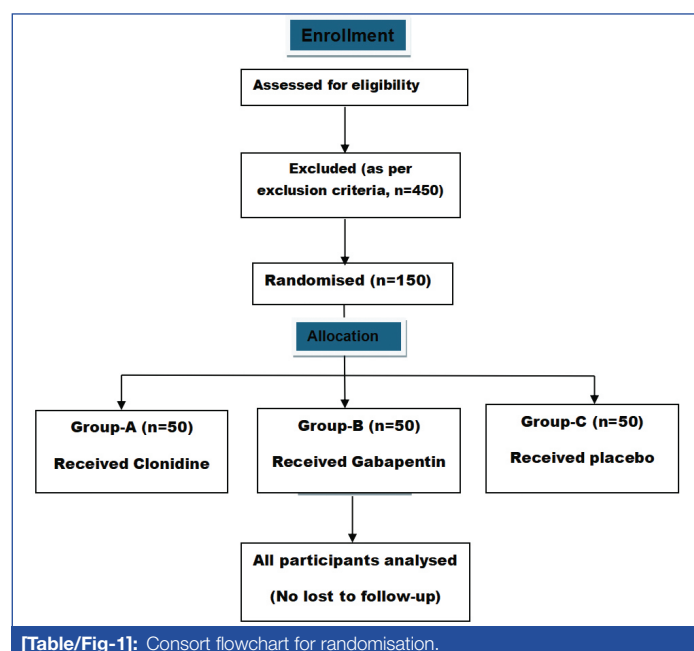 Enrollment
Assessed for eligibility
Excluded (as per
exclusion criteria, n=450)
Randomised (n=150)
Allocation
Group-A (n=50)
Received Clonidine
Group-B (n=50)
Received Gabapentin
Group-C (n=50)
Received placebo
All participants analysed
(No lost to follow-up)
[Table/Fig-1]: Consort flowchart for randomisation.